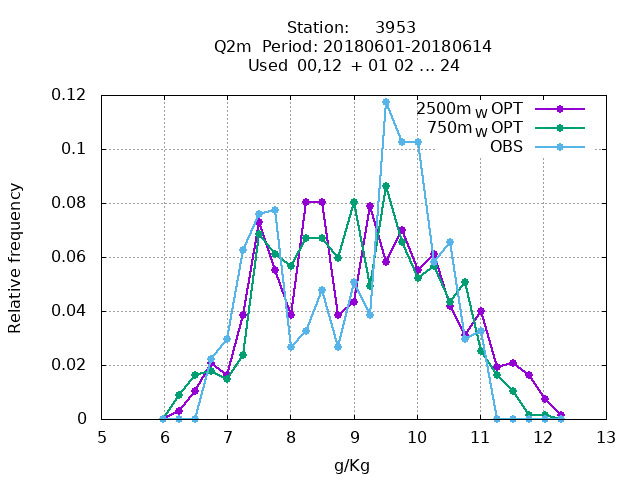 Station: 3953
Q2m Period: 20180601-20180614
Used 00,12 + 01 02 ... 24
0.12
0.1
0.08
0.06
0.04
0.02
0
Relative frequency
2500m W OPT
750m W OPT
OBS
5 6 7 8 9 10 11 12 13
g/Kg